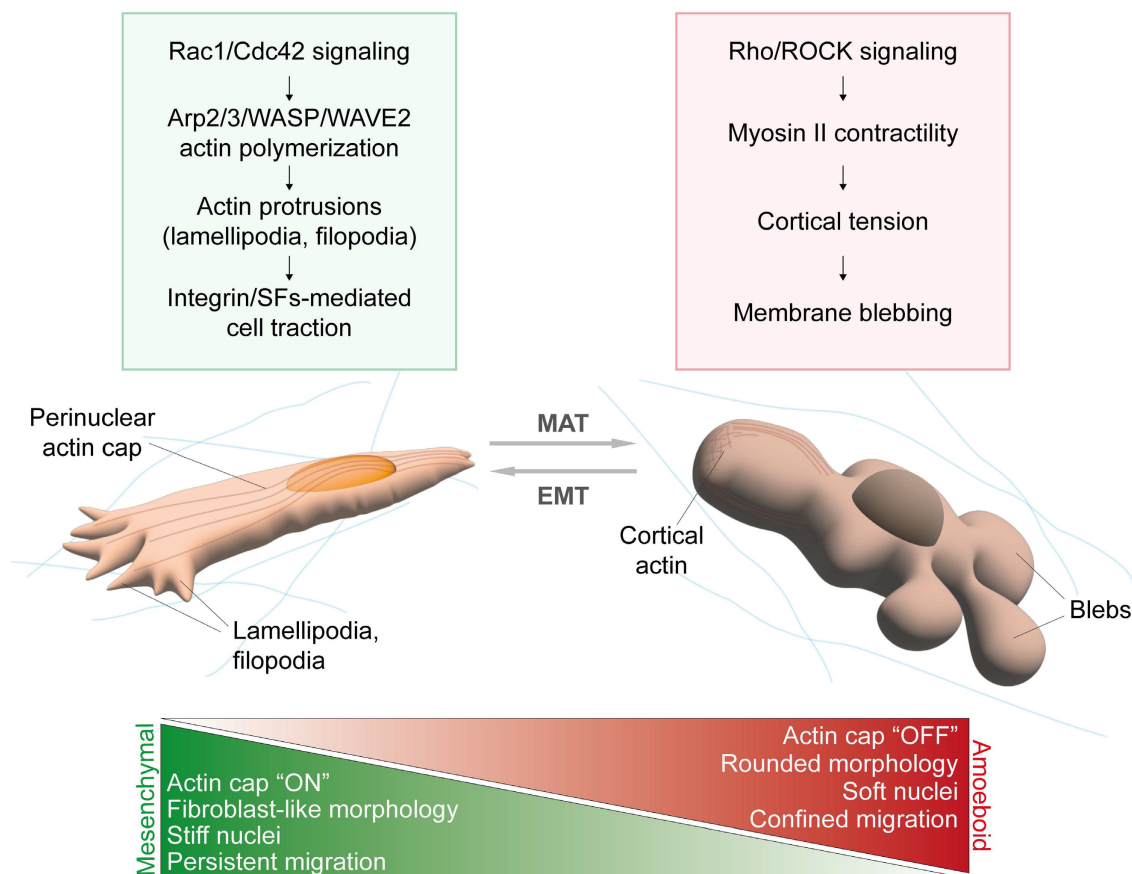 Rac1/Cdc42 signaling
Arp2/3/WASP/WAVE2
actin polymerization
Actin protrusions
(lamellipodia, filopodia)
Integrin/SFs-mediated
cell traction
Rho/ROCK signaling
Myosin II contractility
Cortical tension
Membrane blebbing
Perinuclear
actin cap
MAT
EMT
Lamellipodia,
filopodia
Cortical
actin
Blebs
Mesenchymal
Actin cap “ON”
Fibroblast-like morphology
Stiff nuclei
Persistent migration
Actin cap “OFF”
Rounded morphology
Soft nuclei
Confined migration
Amoeboid